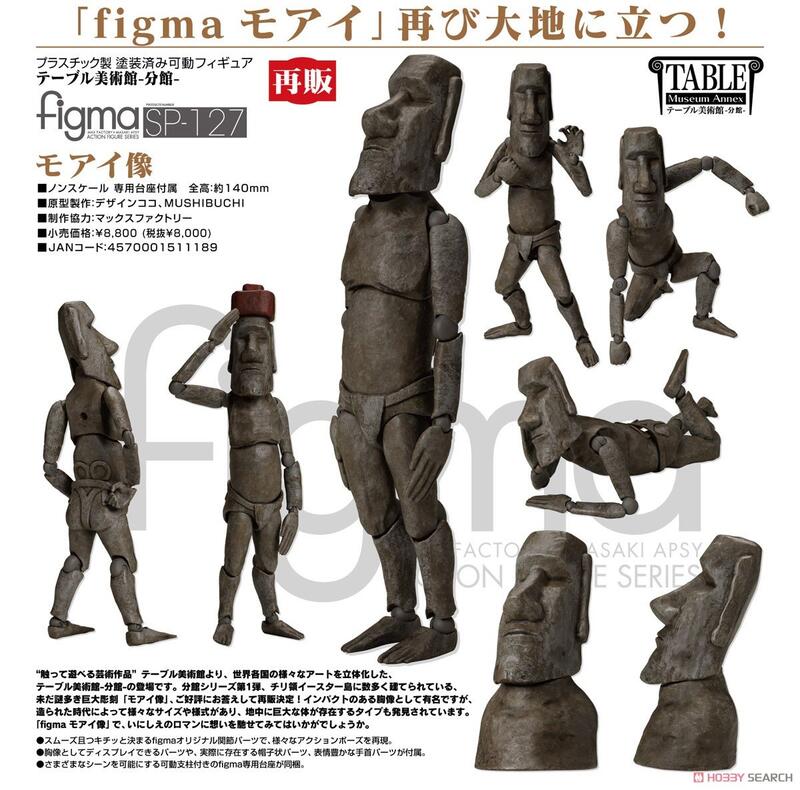 「figma モアイ」再び大地に立つ！
プラスチック製 塗装済み可動フィギュア
テーブル美術館-分館-
再販
TABLE
Museum Annex
テーブル美術館-分館-
figma
MAX FACTORY×MASAKI APSY
ACTION FIGURE SERIES
PRODUCTS NUMBER
SP-127
モアイ像
■ノンスケール 専用台座付属　全高:約140mm
■原型製作:デザインココ、MUSHIBUCHI
■制作協力:マックスファクトリー
■小売価格:¥8,800 (税抜¥8,000)
■JANコード:4570001511189
figma
FACTORY
MASAKI APSY
ION
URE SERIES
“触って遊べる芸術作品” テーブル美術館より、世界各国の様々なアートを立体化した、
テーブル美術館-分館-の登場です。分館シリーズ第1弾、チリ領イースター島に数多く建てられている、
未だ謎多き巨大彫刻「モアイ像」、ご好評にお答えして再販決定！インパクトのある胸像として有名ですが、
造られた時代によって様々なサイズや様式があり、地中に巨大な体が存在するタイプも発見されています。
「figma モアイ像」で、いにしえのロマンに想いを馳せてみてはいかがでしょうか。
●スムーズ且つキチッと決まるfigmaオリジナル関節パーツで、様々なアクションポーズを再現。
●胸像としてディスプレイできるパーツや、実際に存在する帽子状パーツ、表情豊かな手首パーツが付属。
●さまざまなシーンを可能にする可動支柱付きのfigma専用台座が同梱。
HOBBY SEARCH